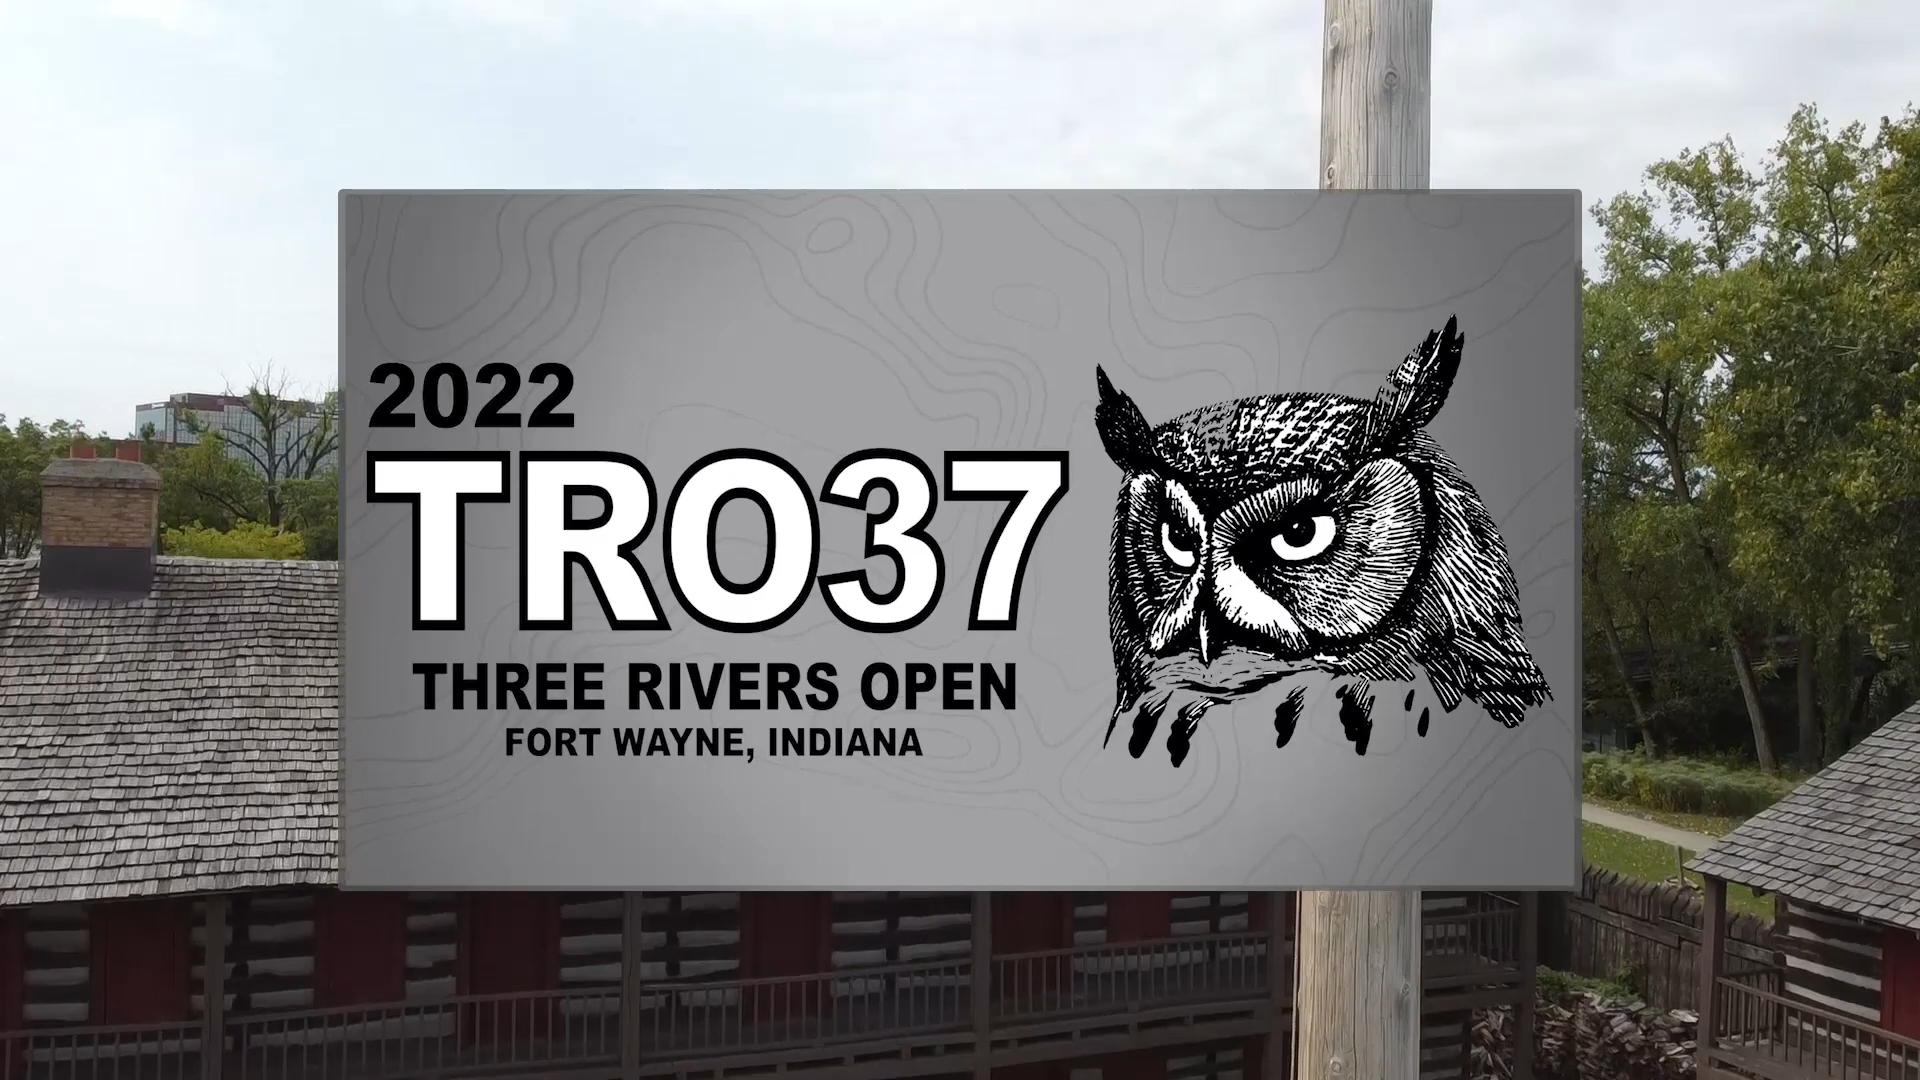 2022
TRO37
THREE RIVERS OPEN
FORT WAYNE, INDIANA